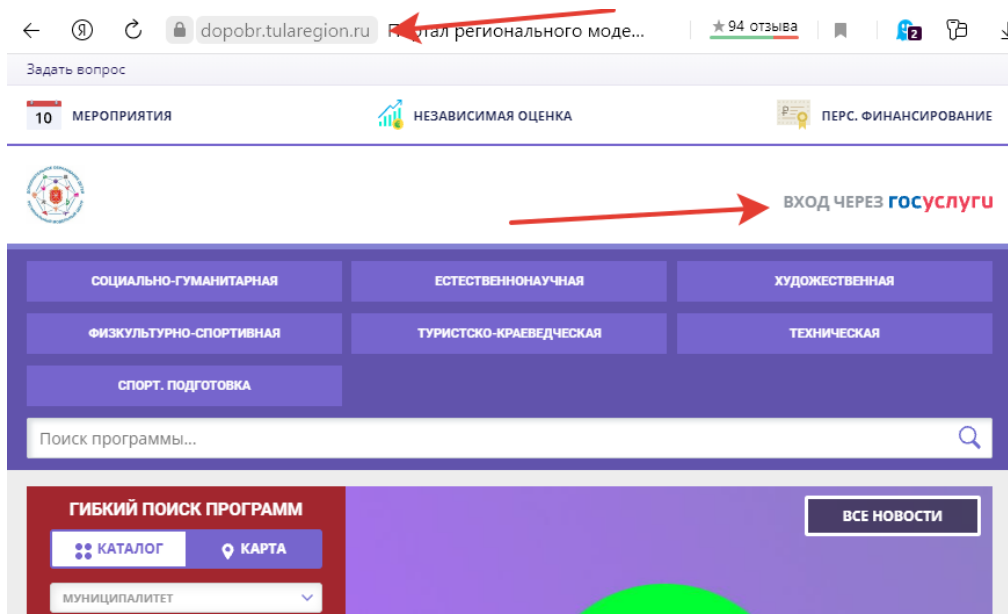 dopobr.tularegion.ru Портал регионального моде... ★ 94 отзыва 2
Задать вопрос
10 МЕРОПРИЯТИЯ НЕЗАВИСИМАЯ ОЦЕНКА ПЕРС. ФИНАНСИРОВАНИЕ
ВХОД ЧЕРЕЗ госуслуги
СОЦИАЛЬНО-ГУМАНИТАРНАЯ ЕСТЕСТВЕННОНАУЧНАЯ ХУДОЖЕСТВЕННАЯ
ФИЗКУЛЬТУРНО-СПОРТИВНАЯ ТУРИСТСКО-КРАЕВЕДЧЕСКАЯ ТЕХНИЧЕСКАЯ
СПОРТ. ПОДГОТОВКА
Поиск программы...
ГИБКИЙ ПОИСК ПРОГРАММ
ВСЕ НОВОСТИ
КАТАЛОГ КАРТА
МУНИЦИПАЛИТЕТ